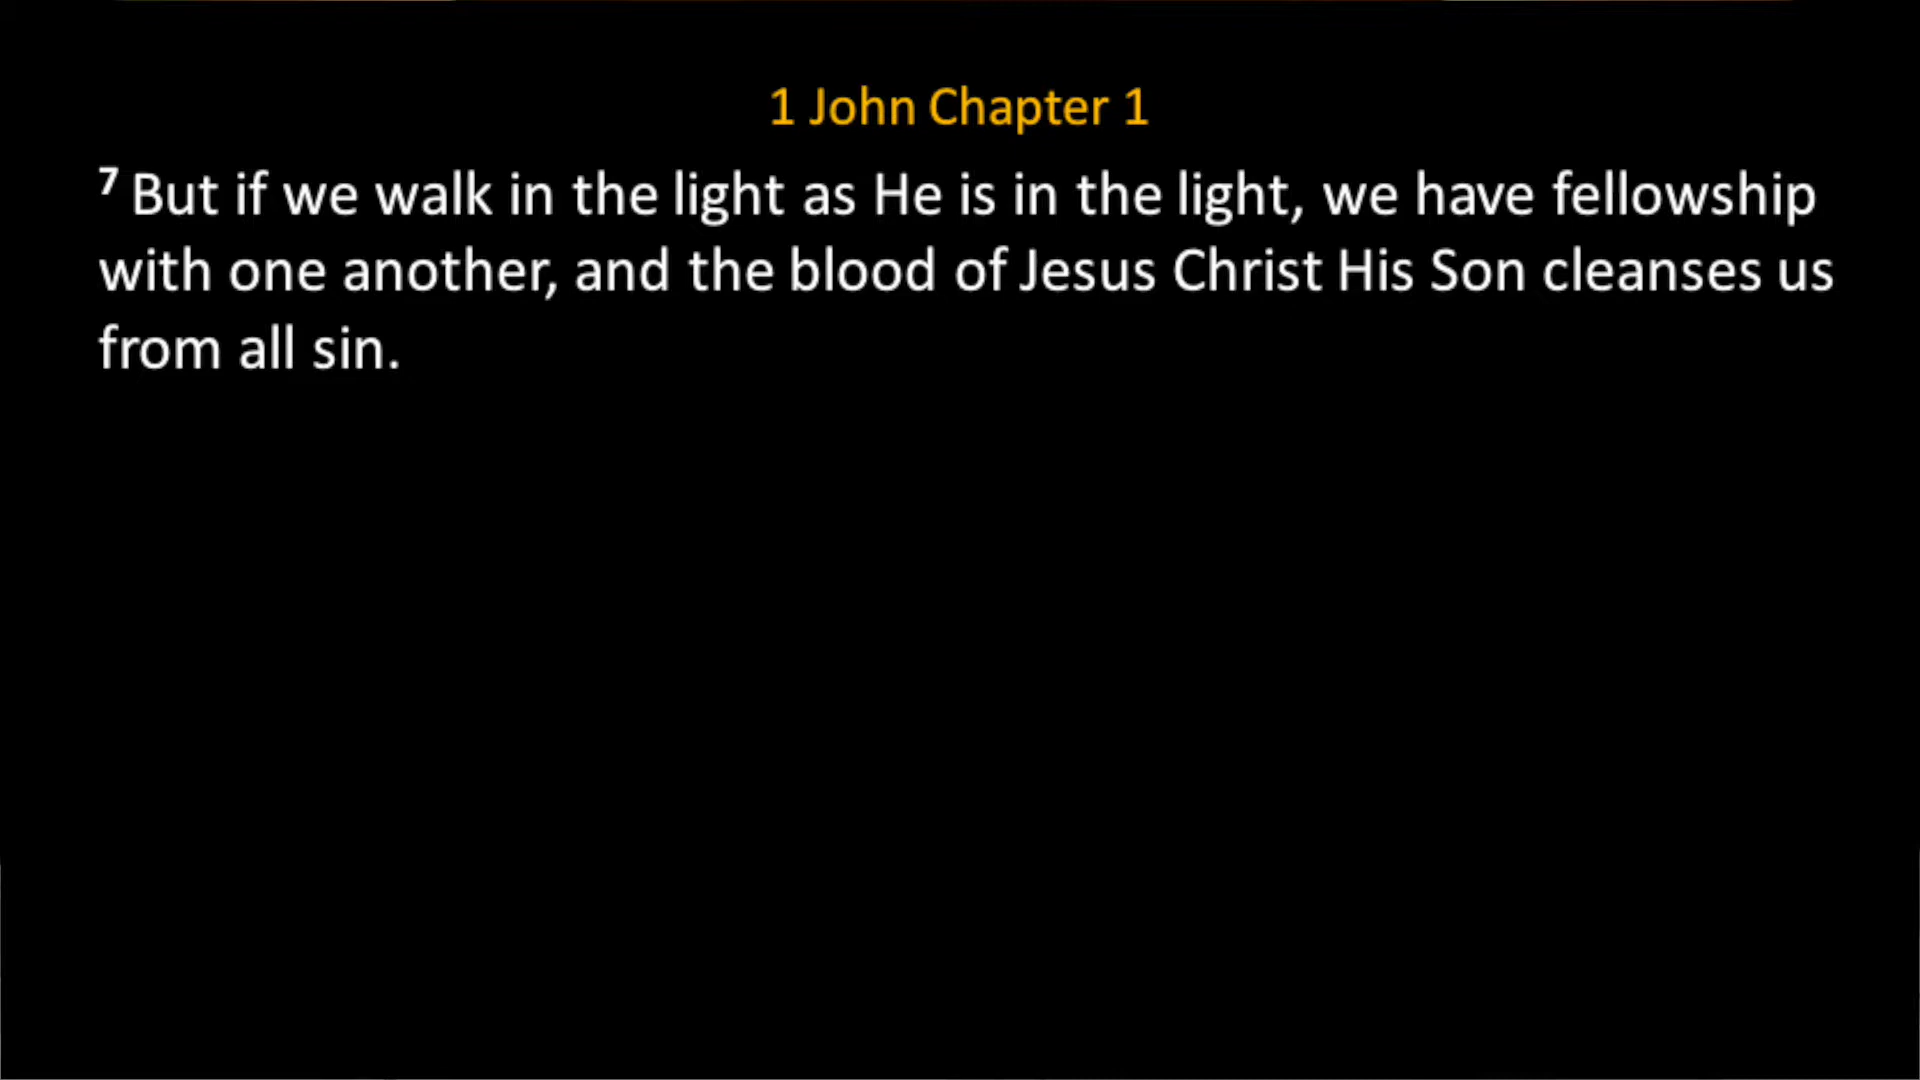 1 John Chapter 1
7 But if we walk in the light as He is in the light, we have fellowship
with one another, and the blood of Jesus Christ His Son cleanses us
from all sin.